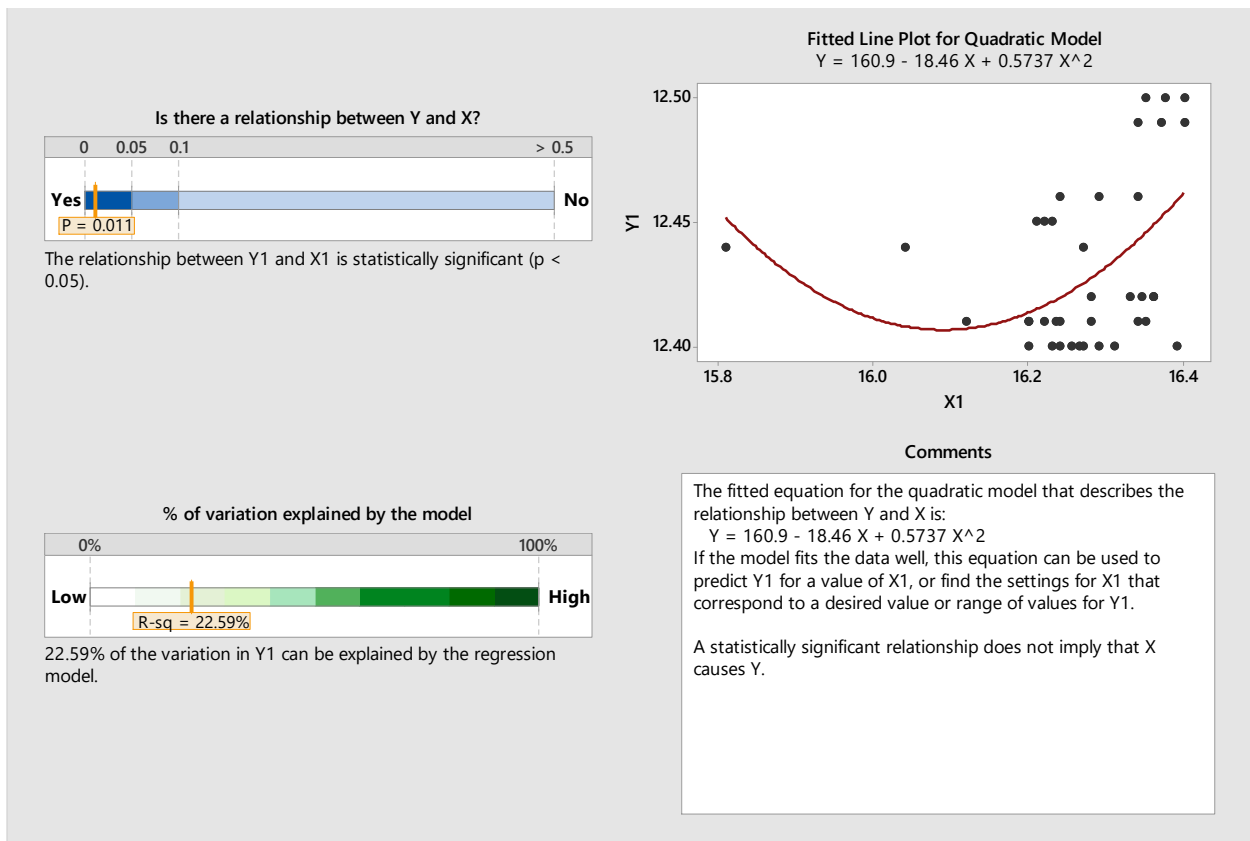 Is there a relationship between Y and X?
0 0.05 0.1 > 0.5
Yes No
P = 0.011
The relationship between Y1 and X1 is statistically significant (p <
0.05).
% of variation explained by the model
0% 100%
Low High
R-sq = 22.59%
22.59% of the variation in Y1 can be explained by the regression
model.
Fitted Line Plot for Quadratic Model
Y = 160.9 - 18.46 X + 0.5737 X^2
12.50
12.45
12.40
Y1
15.8 16.0 16.2 16.4
X1
Comments
The fitted equation for the quadratic model that describes the
relationship between Y and X is:
Y = 160.9 - 18.46 X + 0.5737 X^2
If the model fits the data well, this equation can be used to
predict Y1 for a value of X1, or find the settings for X1 that
correspond to a desired value or range of values for Y1.
A statistically significant relationship does not imply that X
causes Y.